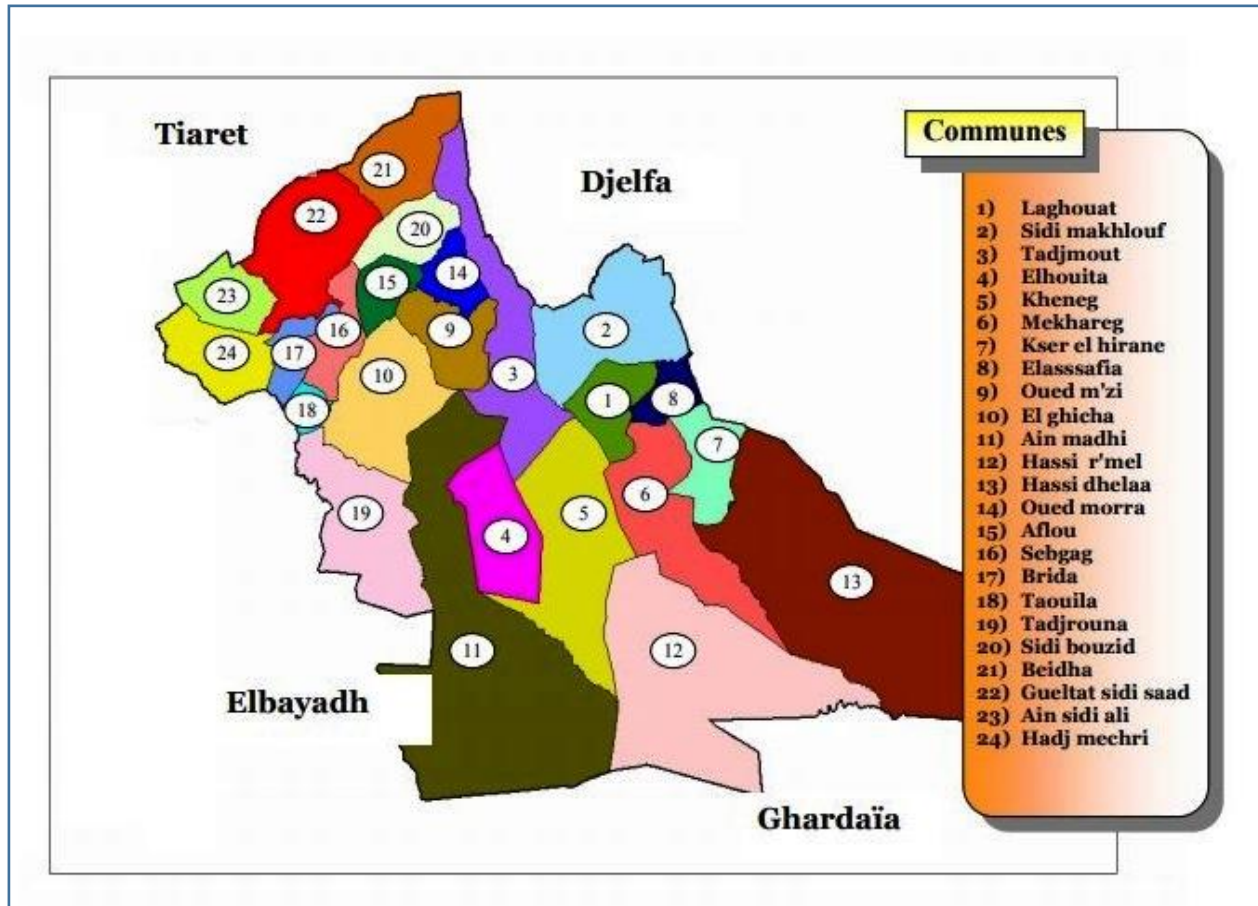 Tiaret
Djelfa
Elbayadh
Ghardaïa
21
22
20
14
15
23
16
9
2
24
17
10
3
1
8
18
7
6
19
5
4
13
11
12
Communes
1) Laghouat
2) Sidi makhlouf
3) Tadjmout
4) Elhouita
5) Kheneg
6) Mekhareg
7) Kser el hirane
8) Elasssafia
9) Oued m'zi
10) El ghicha
11) Ain madhi
12) Hassi r'mel
13) Hassi dhelaa
14) Oued morra
15) Aflou
16) Sebgag
17) Brida
18) Taouila
19) Tadjrouna
20) Sidi bouzid
21) Beidha
22) Gueltat sidi saad
23) Ain sidi ali
24) Hadj mechri